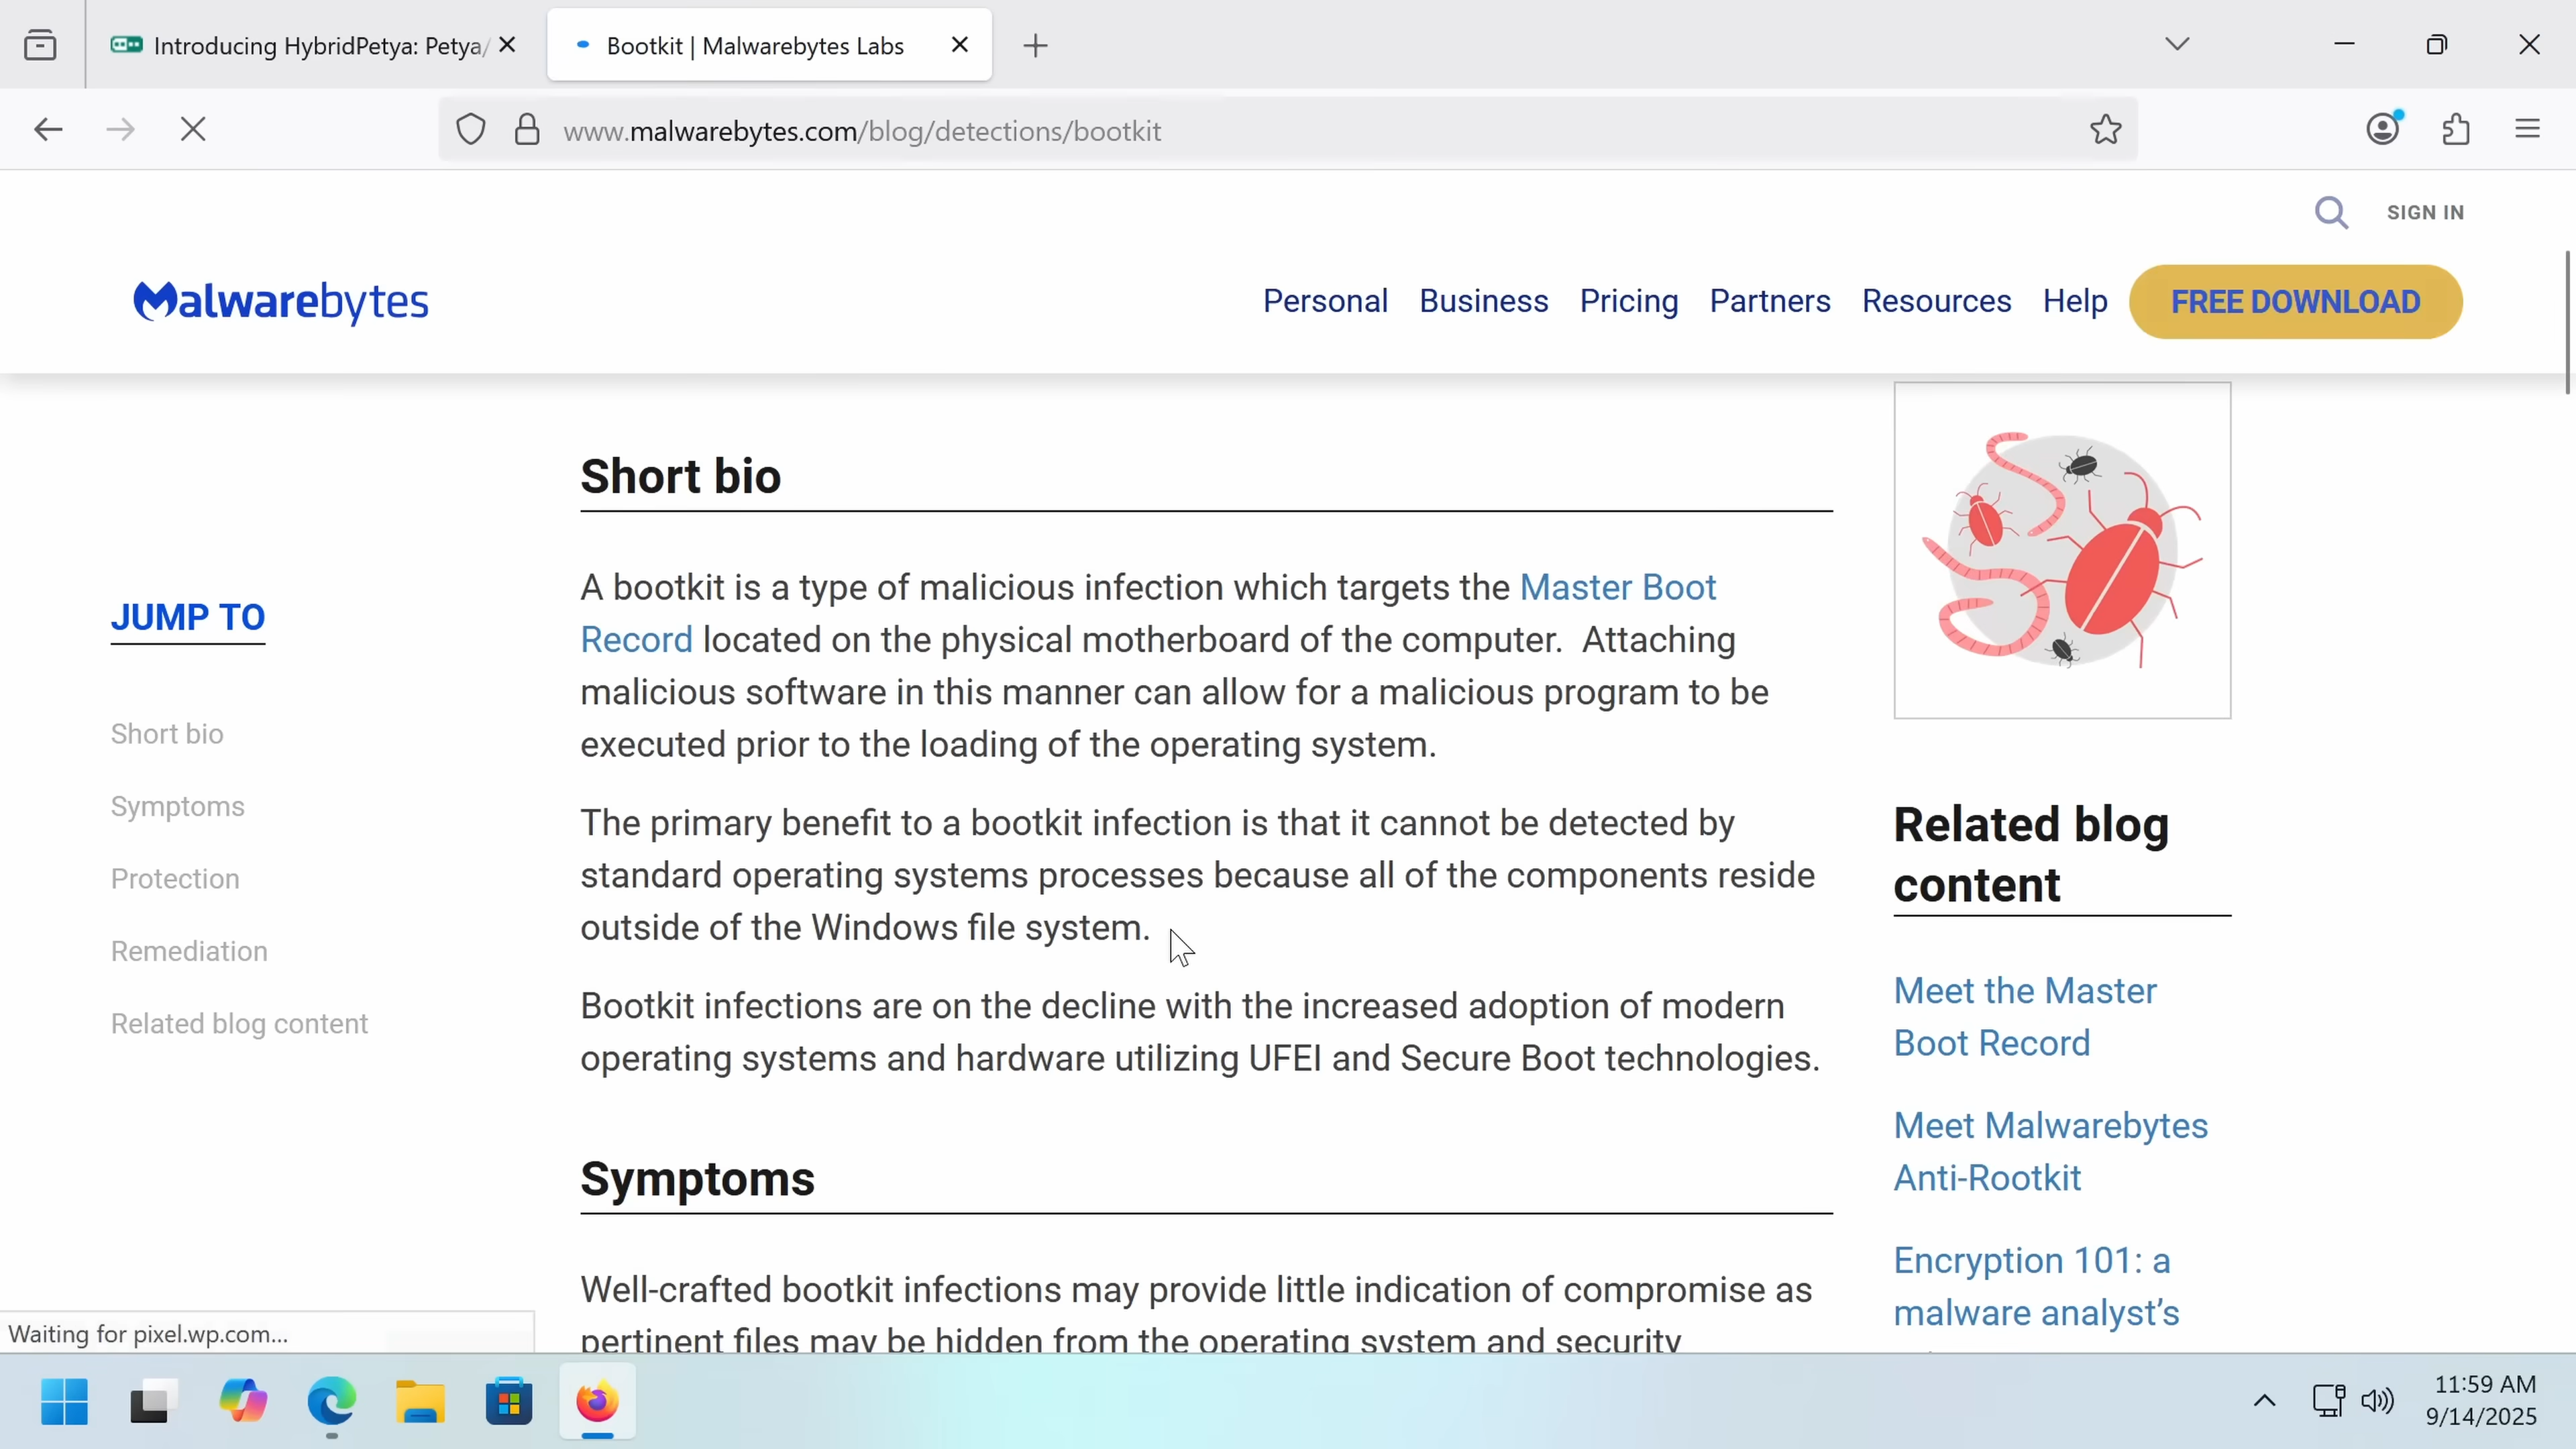 Introducing HybridPetya: Petya/
Bootkit | Malwarebytes Labs
www.malwarebytes.com/blog/detections/bootkit
SIGN IN
Malwarebytes
Personal
Business
Pricing
Partners
Resources
Help
FREE DOWNLOAD
JUMP TO
Short bio
Symptoms
Protection
Remediation
Related blog content
Short bio
A bootkit is a type of malicious infection which targets the Master Boot
Record located on the physical motherboard of the computer.  Attaching
malicious software in this manner can allow for a malicious program to be
executed prior to the loading of the operating system.
The primary benefit to a bootkit infection is that it cannot be detected by
standard operating systems processes because all of the components reside
outside of the Windows file system.
Bootkit infections are on the decline with the increased adoption of modern
operating systems and hardware utilizing UFEI and Secure Boot technologies.
Symptoms
Well-crafted bootkit infections may provide little indication of compromise as
pertinent files may be hidden from the operating system and security
Related blog
content
Meet the Master
Boot Record
Meet Malwarebytes
Anti-Rootkit
Encryption 101: a
malware analyst’s
Waiting for pixel.wp.com...
11:59 AM
9/14/2025